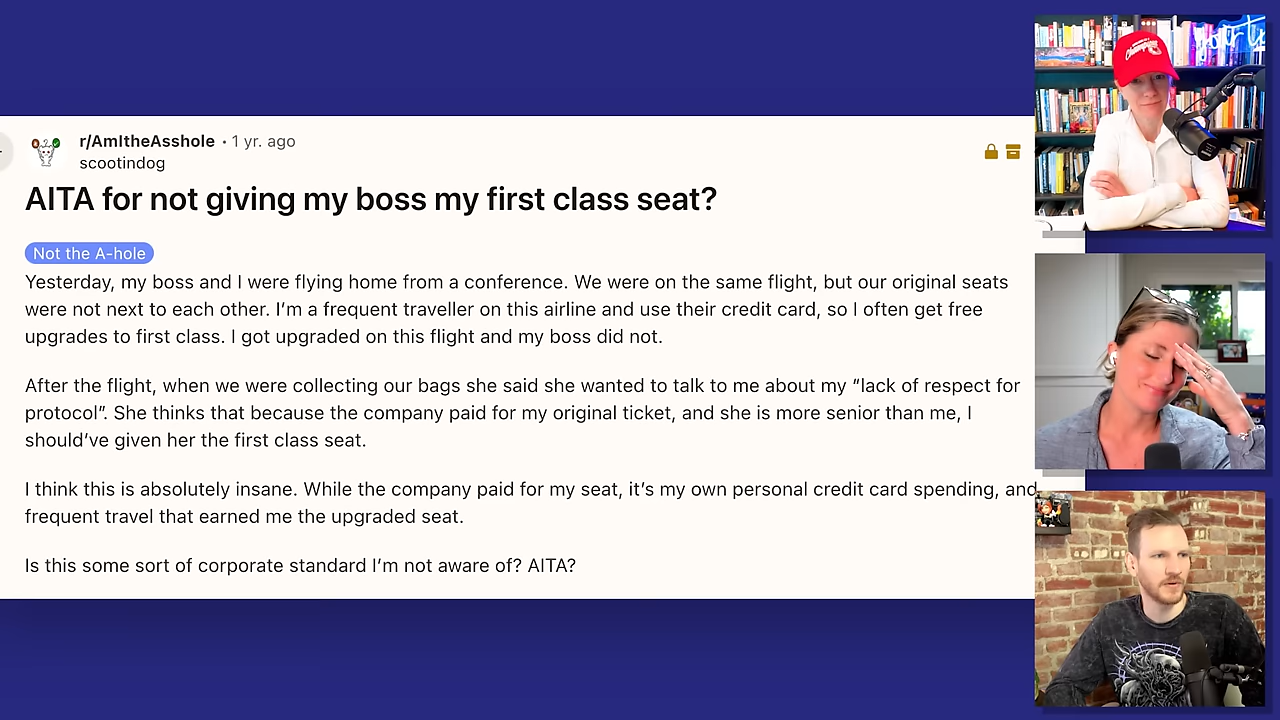 r/AmItheAsshole • 1 yr. ago
scootindog
AITA for not giving my boss my first class seat?
Not the A-hole
Yesterday, my boss and I were flying home from a conference. We were on the same flight, but our original seats
were not next to each other. I’m a frequent traveller on this airline and use their credit card, so I often get free
upgrades to first class. I got upgraded on this flight and my boss did not.
After the flight, when we were collecting our bags she said she wanted to talk to me about my ”lack of respect for
protocol”. She thinks that because the company paid for my original ticket, and she is more senior than me, I
should’ve given her the first class seat.
I think this is absolutely insane. While the company paid for my seat, it’s my own personal credit card spending, and
frequent travel that earned me the upgraded seat.
Is this some sort of corporate standard I’m not aware of? AITA?
Champions